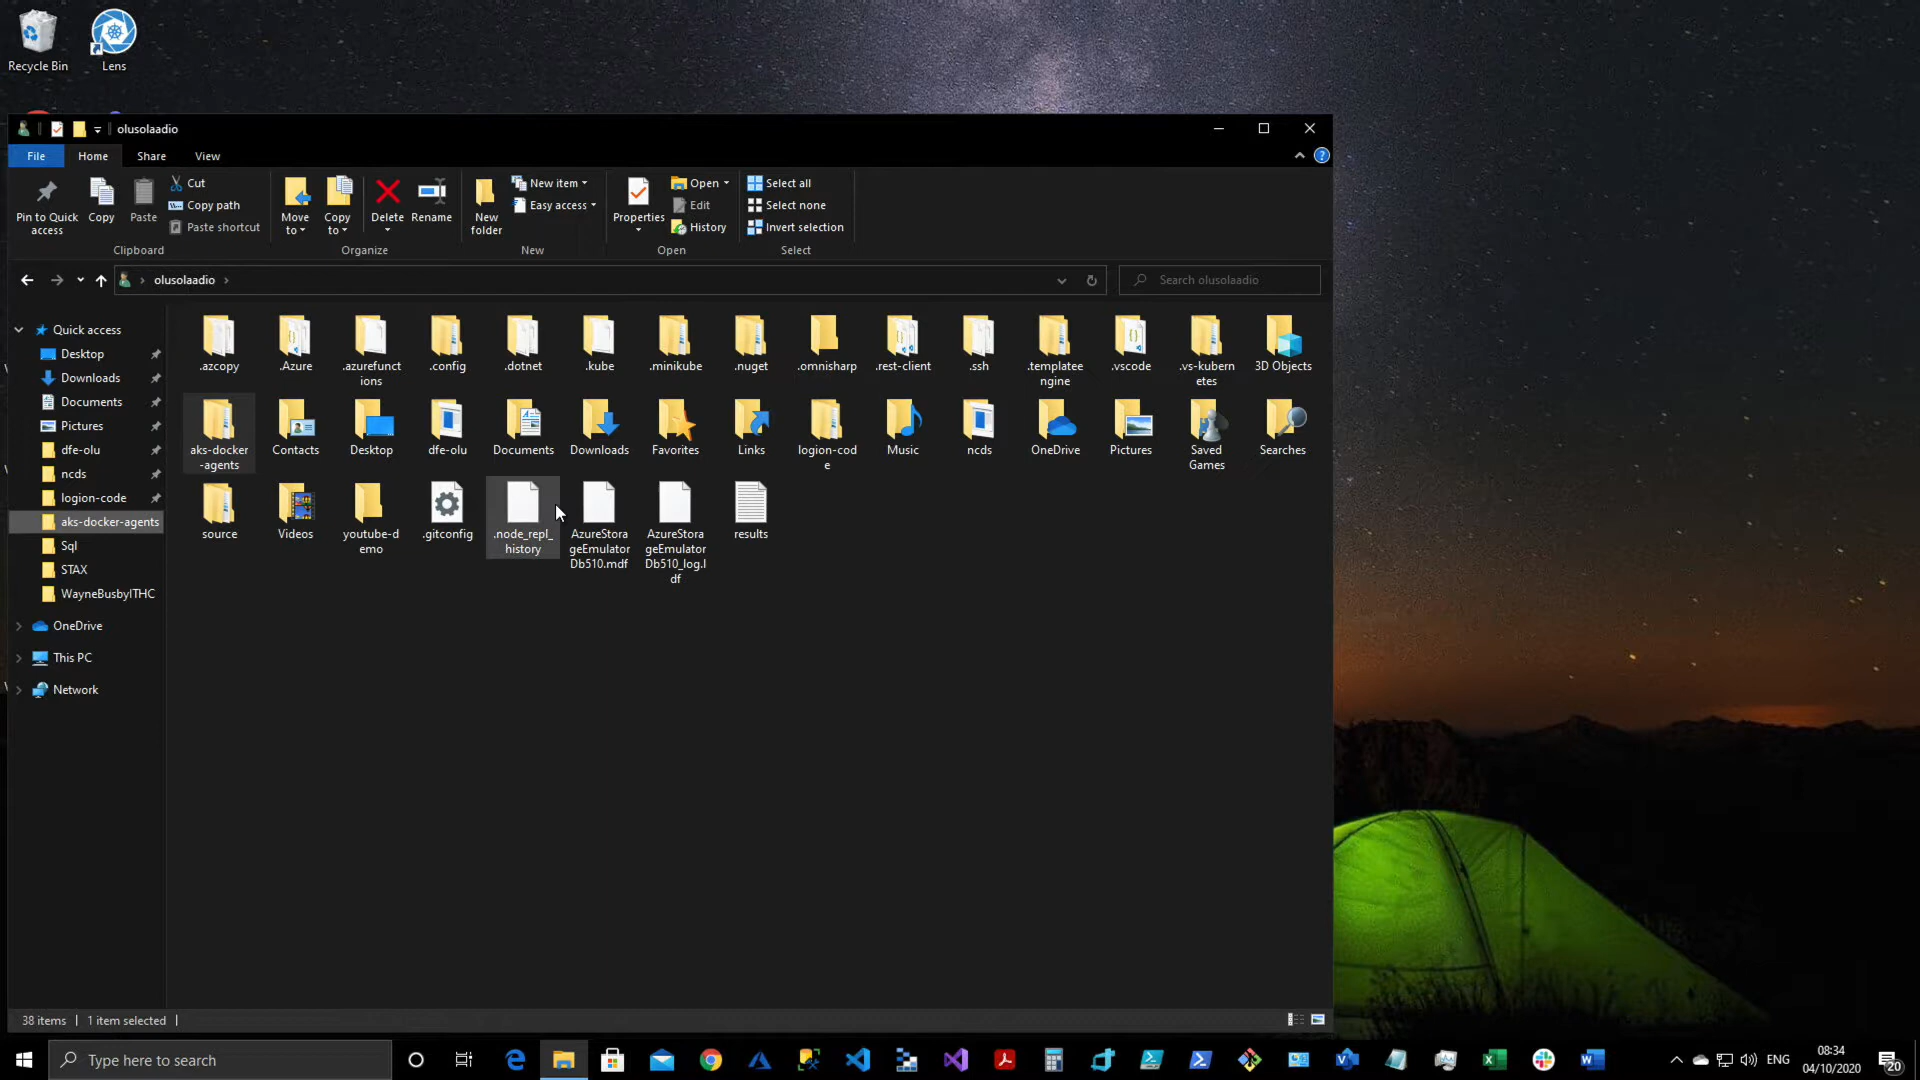 Recycle Bin
Lens
olusolaadio
File
Home
Share
View
Pin to Quick
access
Copy
Paste
Cut
Copy path
Paste shortcut
Clipboard
Move
to
Copy
to
Delete
Rename
Organize
New
folder
New item
Easy access
New
Properties
Open
Edit
History
Open
Select all
Select none
Invert selection
Select
olusolaadio
Search olusolaadio
Quick access
Desktop
Downloads
Documents
Pictures
dfe-olu
ncds
logion-code
aks-docker-agents
Sql
STAX
WayneBusbyITHC
OneDrive
This PC
Network
.azcopy
.Azure
.azurefunct
ions
.config
.dotnet
.kube
.minikube
.nuget
.omnisharp
.rest-client
.ssh
.templatee
ngine
.vscode
.vs-kubern
etes
3D Objects
aks-docker
-agents
Contacts
Desktop
dfe-olu
Documents
Downloads
Favorites
Links
logion-cod
e
Music
ncds
OneDrive
Pictures
Saved
Games
Searches
source
Videos
youtube-d
emo
.gitconfig
.node_repl_
history
AzureStora
geEmulator
Db510.mdf
AzureStora
geEmulator
Db510_log.l
df
results
38 items
1 item selected
Type here to search
ENG
08:34
04/10/2020
20